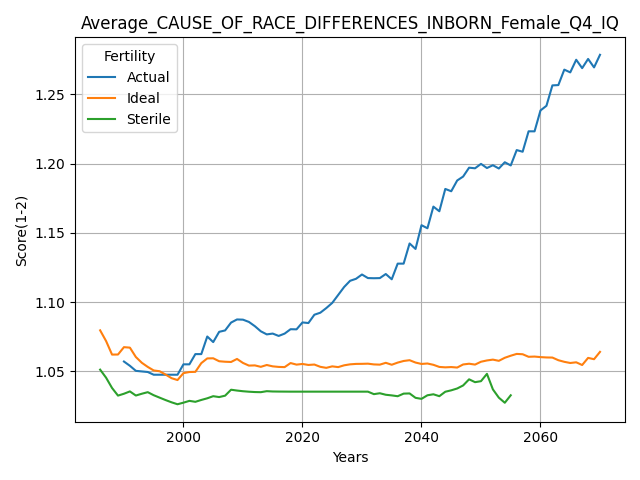 Average_CAUSE_OF_RACE_DIFFERENCES_INBORN_Female_Q4_IQ
Fertility
Actual
Ideal
Sterile
1.25
1.20
1.15
1.10
1.05
Score(1-2)
2000
2020
2040
2060
Years